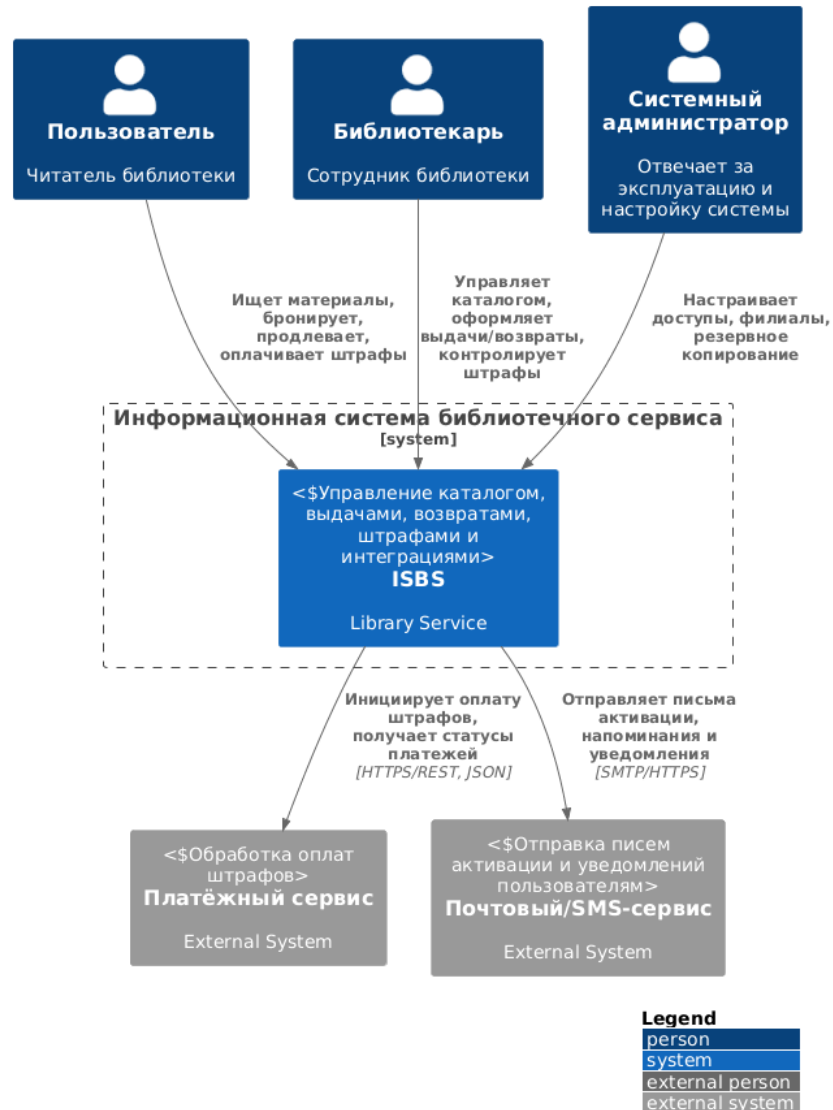 Пользователь
Читатель библиотеки
Библиотекарь
Сотрудник библиотеки
Системный
администратор
Отвечает за
эксплуатацию и
настройку системы
Ищет материалы,
бронирует,
продлевает,
оплачивает штрафы
Управляет
каталогом,
оформляет
выдачи/возвраты,
контролирует
штрафы
Настраивает
доступы, филиалы,
резервное
копирование
Информационная система библиотечного сервиса
[system]
<$Управление каталогом,
выдачами, возвратами,
штрафами и
интеграциями>
ISBS
Library Service
Инициирует оплату
штрафов,
получает статусы
платежей
[HTTPS/REST, JSON]
Отправляет письма
активации,
напоминания и
уведомления
[SMTP/HTTPS]
<$Обработка оплат
штрафов>
Платёжный сервис
External System
<$Отправка писем
активации и уведомлений
пользователям>
Почтовый/SMS-сервис
External System
Legend
person
system
external person
external system